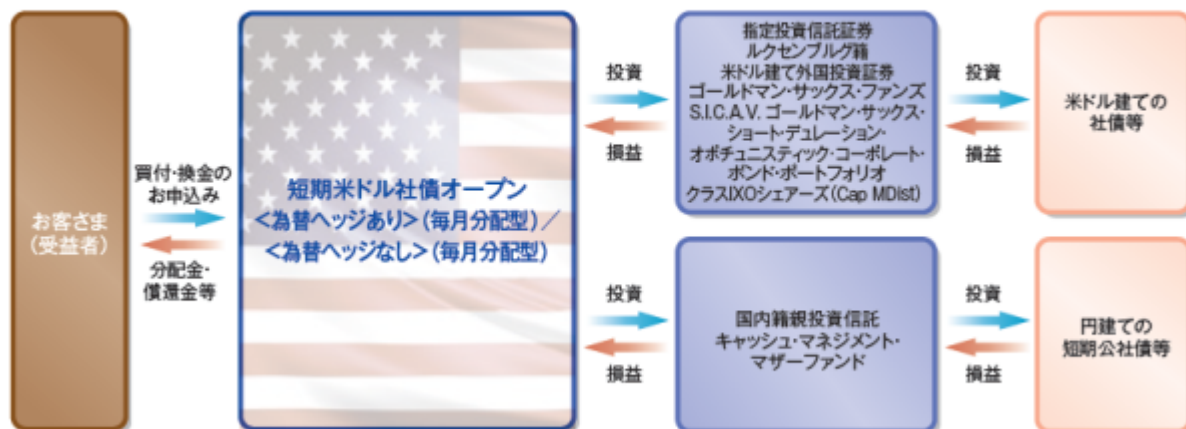 お客さま
(受益者)
買付・換金の
お申込み
分配金・
償還金等
短期米ドル社債オープン
<為替ヘッジあり>(毎月分配型)/
<為替ヘッジなし>(毎月分配型)
投資
損益
指定投資信託証券
ルクセンブルグ籍
米ドル建て外国投資証券
ゴールドマン・サックス・ファンズ
S.I.C.A.V. ゴールドマン・サックス・
ショート・デュレーション・
オポチュニスティック・コーポレート・
ボンド・ポートフォリオ
クラスIXOシェアーズ(Cap MDist)
投資
損益
米ドル建ての
社債等
投資
損益
国内籍親投資信託
キャッシュ・マネジメント・
マザーファンド
投資
損益
円建ての
短期公社債等